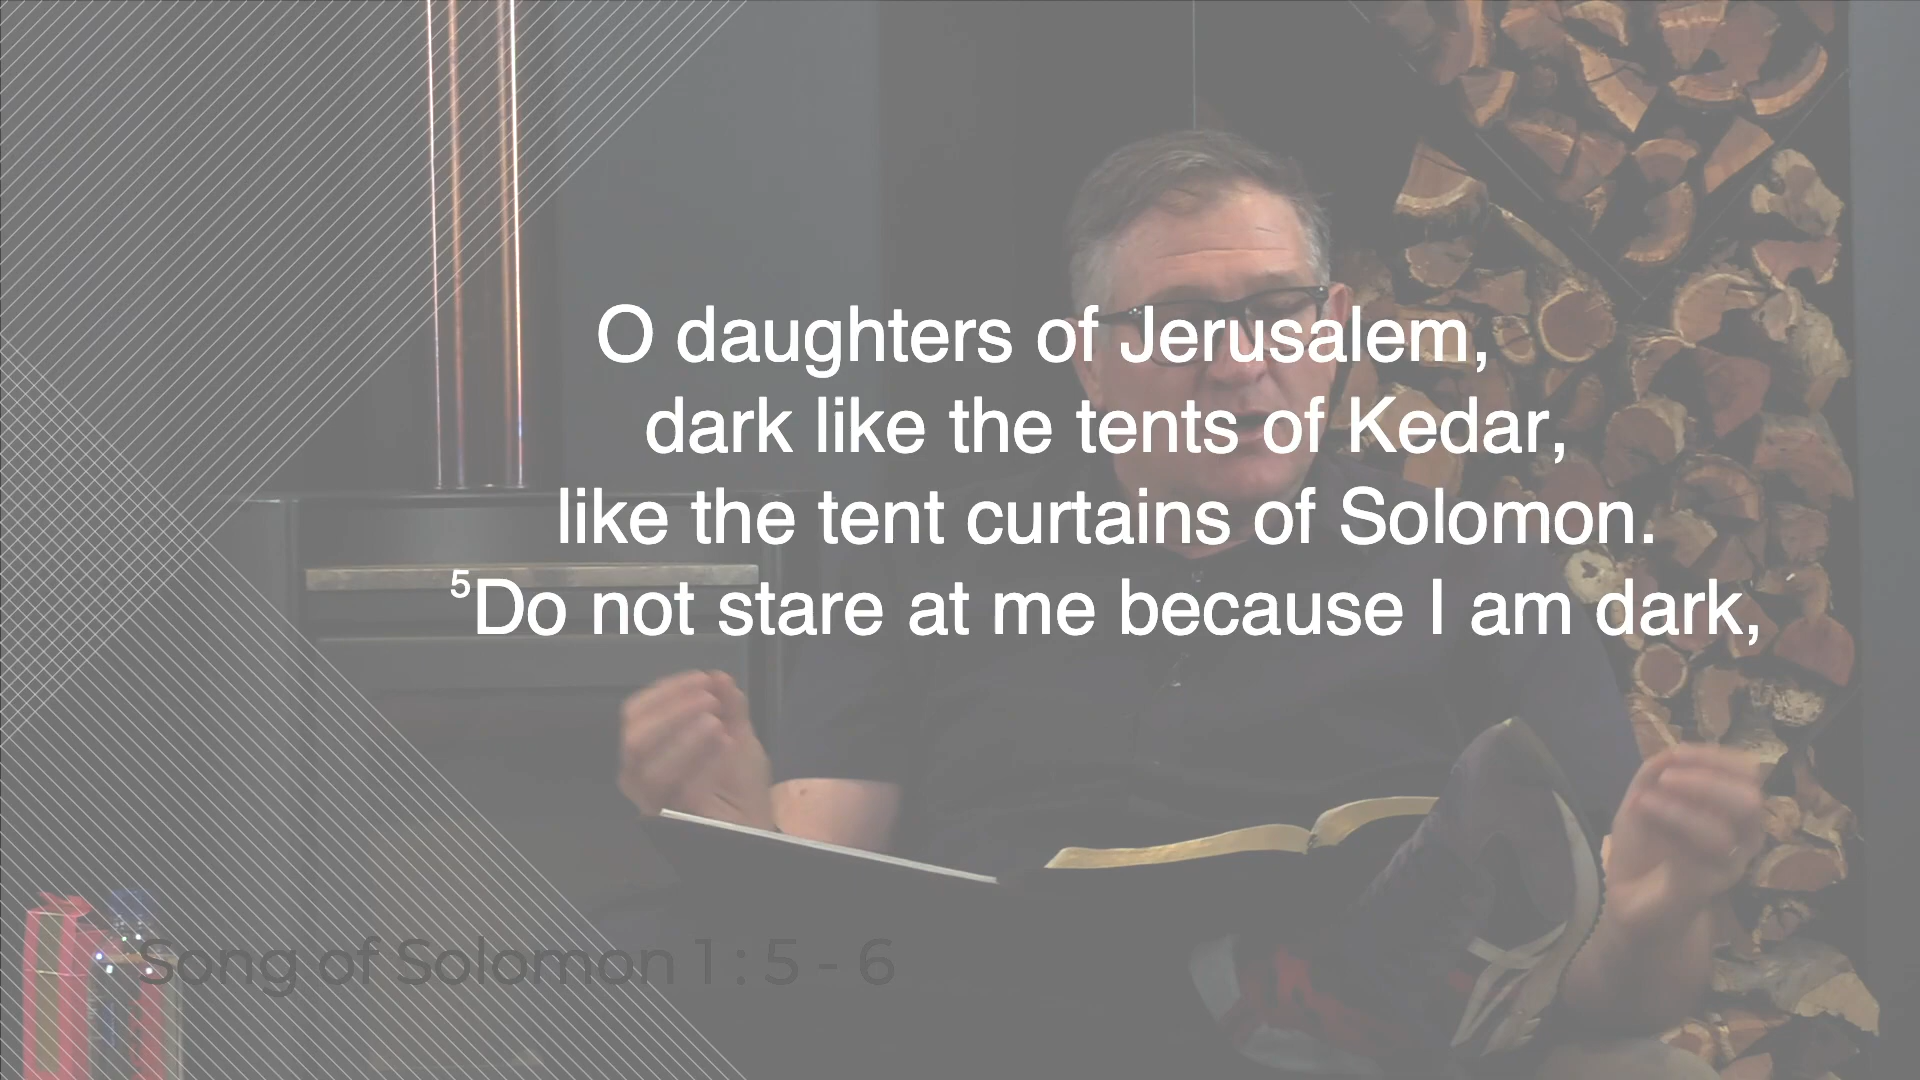 O daughters of Jerusalem,
dark like the tents of Kedar,
like the tent curtains of Solomon.
⁵Do not stare at me because I am dark,
Song of Solomon 1 : 5 - 6